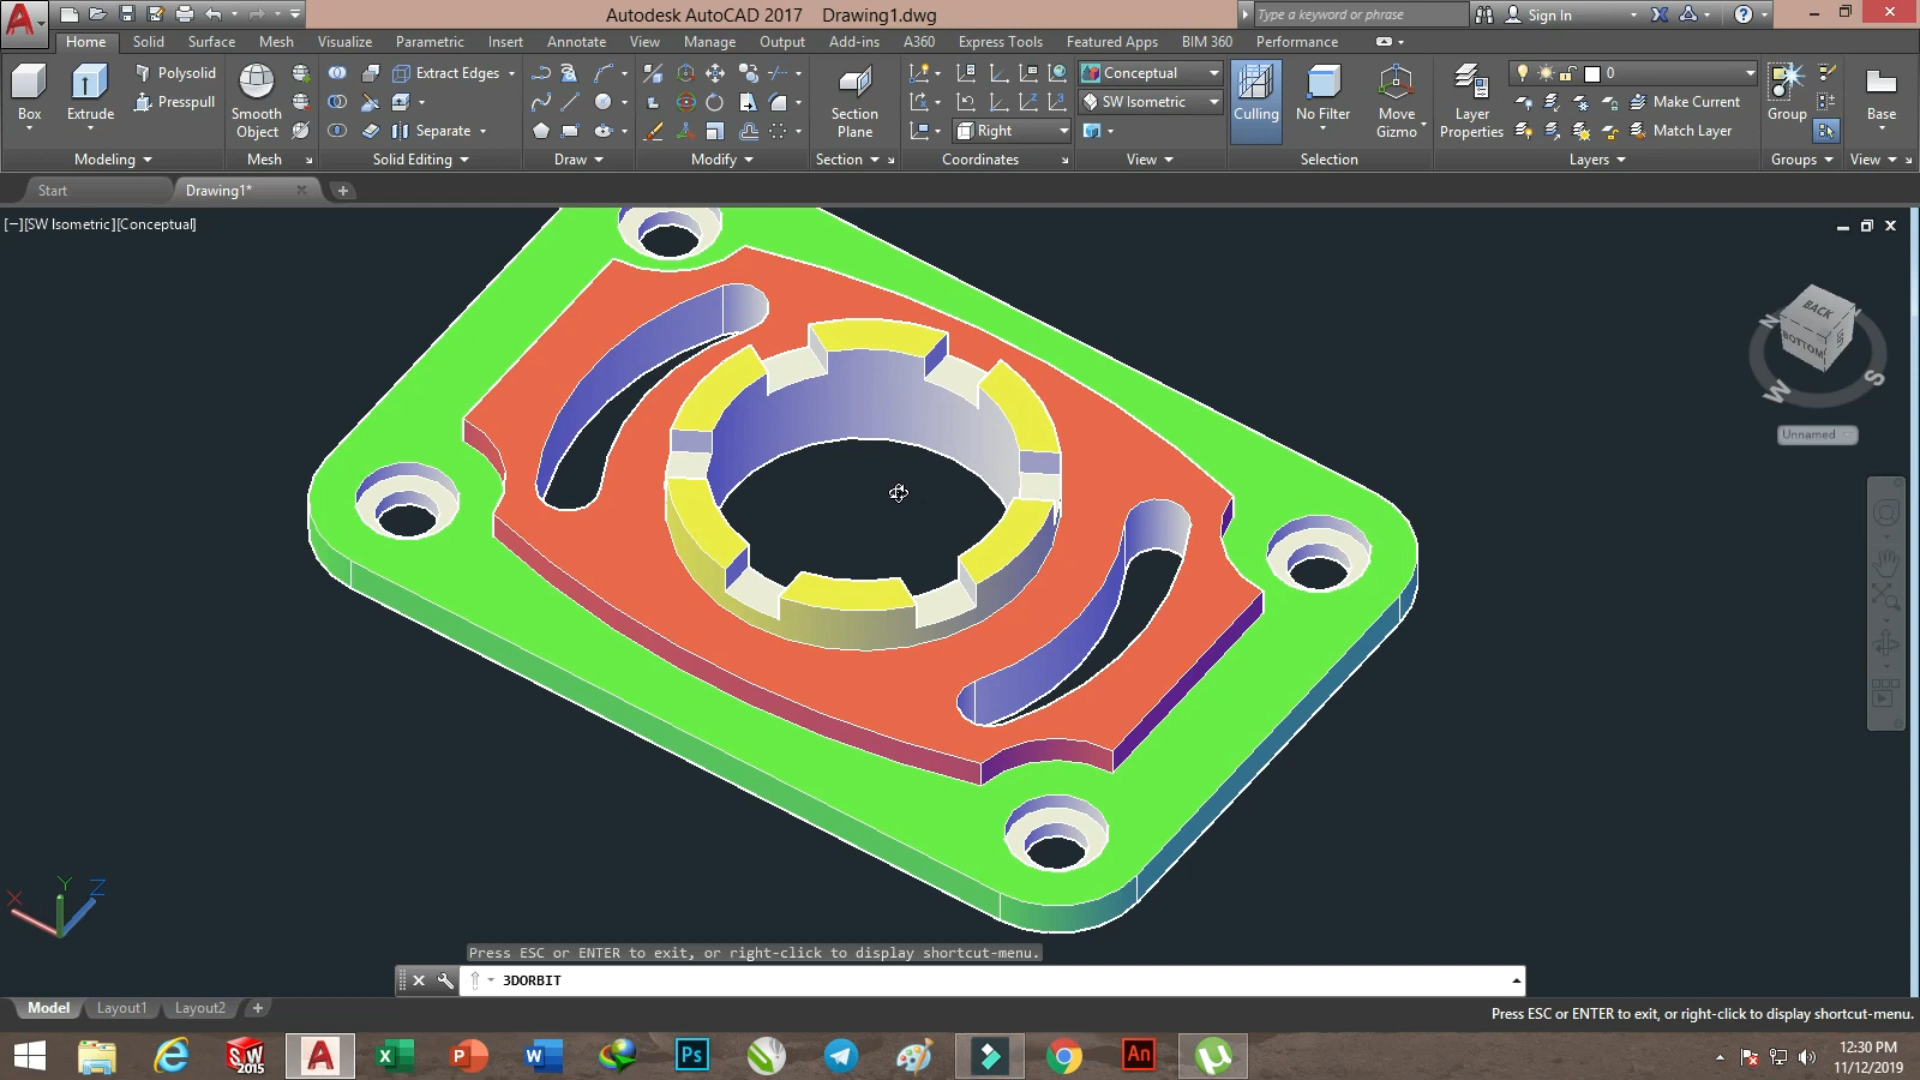 Autodesk AutoCAD 2017 Drawing1.dwg
Type a keyword or phrase
Sign In
Home Solid Surface Mesh Visualize Parametric Insert Annotate View Manage Output Add-ins A360 Express Tools Featured Apps BIM 360 Performance
Box
Extrude
Polysolid
Presspull
Smooth
Object
Extract Edges
Separate
Section
Plane
Right
Conceptual
SW Isometric
Culling
No Filter
Move
Gizmo
Layer
Properties
0
Make Current
Match Layer
Group
Base
Modeling Mesh Solid Editing Draw Modify Section Coordinates View Selection Layers Groups View
Start Drawing1*
[−][SW Isometric][Conceptual]
BACK
BOTTOM
N
W
S
Unnamed
X
Y
Z
Press ESC or ENTER to exit, or right-click to display shortcut-menu.
3DORBIT
Model Layout1 Layout2
Press ESC or ENTER to exit, or right-click to display shortcut-menu.
SW
2015
A
X
P
W
Ps
An
12:30 PM
11/12/2019